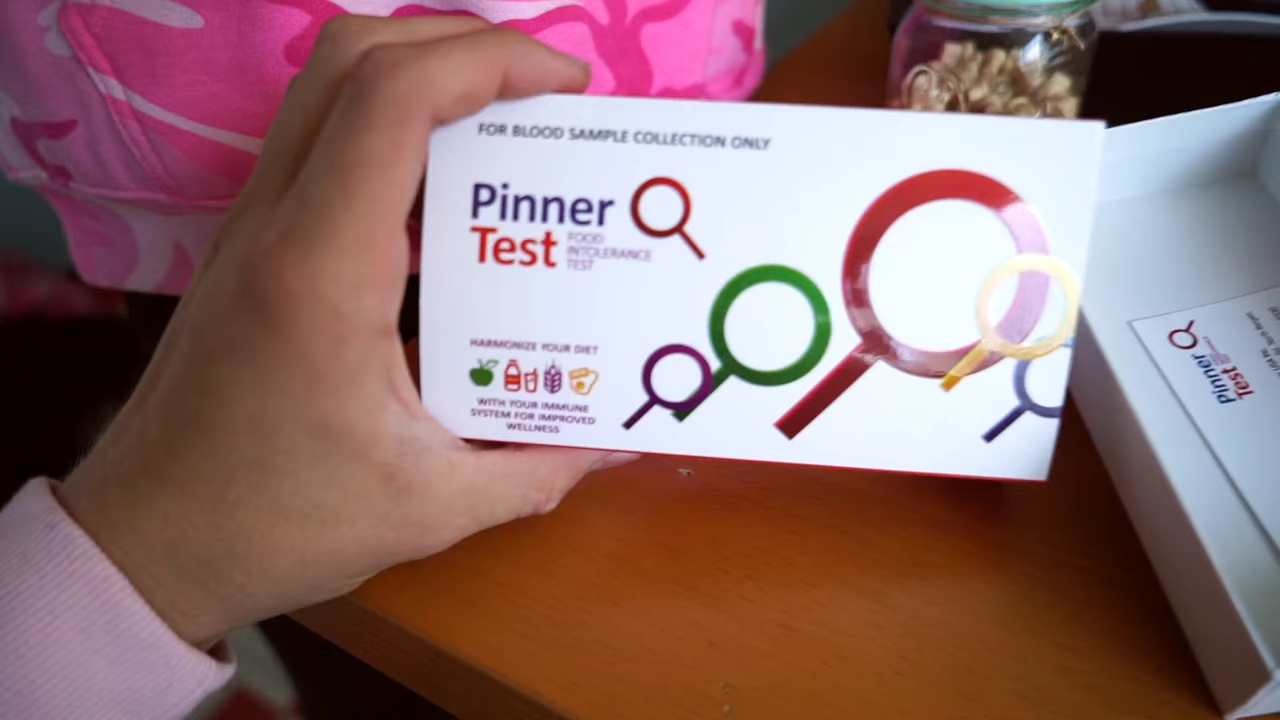 FOR BLOOD SAMPLE COLLECTION ONLY
Pinner
Test
FOOD
INTOLERANCE
TEST
HARMONIZE YOUR DIET
WITH YOUR IMMUNE
SYSTEM FOR IMPROVED
WELLNESS
Pinner
Test